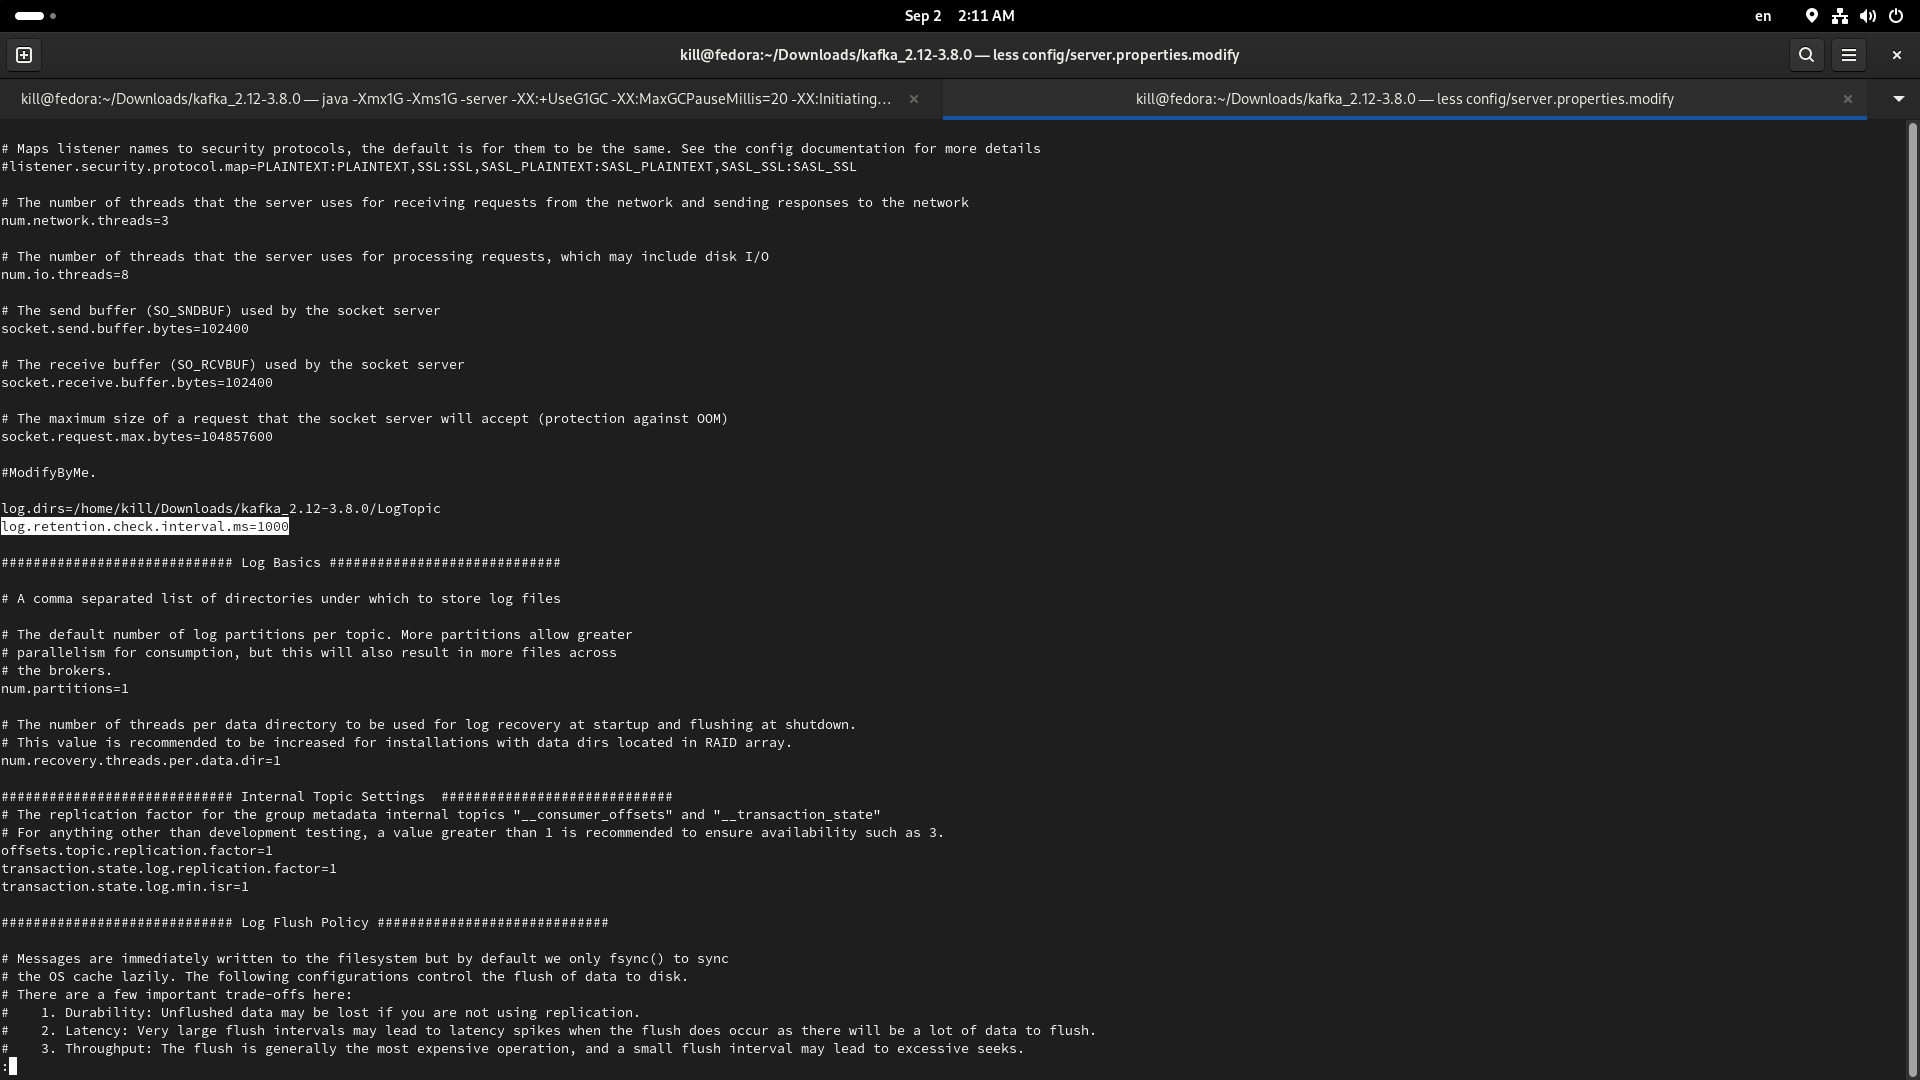 Sep 2 2:11 AM
en
kill@fedora:~/Downloads/kafka_2.12-3.8.0 — less config/server.properties.modify
kill@fedora:~/Downloads/kafka_2.12-3.8.0 — java -Xmx1G -Xms1G -server -XX:+UseG1GC -XX:MaxGCPauseMillis=20 -XX:Initiating…
kill@fedora:~/Downloads/kafka_2.12-3.8.0 — less config/server.properties.modify
# Maps listener names to security protocols, the default is for them to be the same. See the config documentation for more details
#listener.security.protocol.map=PLAINTEXT:PLAINTEXT,SSL:SSL,SASL_PLAINTEXT:SASL_PLAINTEXT,SASL_SSL:SASL_SSL
# The number of threads that the server uses for receiving requests from the network and sending responses to the network
num.network.threads=3
# The number of threads that the server uses for processing requests, which may include disk I/O
num.io.threads=8
# The send buffer (SO_SNDBUF) used by the socket server
socket.send.buffer.bytes=102400
# The receive buffer (SO_RCVBUF) used by the socket server
socket.receive.buffer.bytes=102400
# The maximum size of a request that the socket server will accept (protection against OOM)
socket.request.max.bytes=104857600
#ModifyByMe.
log.dirs=/home/kill/Downloads/kafka_2.12-3.8.0/LogTopic
log.retention.check.interval.ms=1000
############################# Log Basics #############################
# A comma separated list of directories under which to store log files
# The default number of log partitions per topic. More partitions allow greater
# parallelism for consumption, but this will also result in more files across
# the brokers.
num.partitions=1
# The number of threads per data directory to be used for log recovery at startup and flushing at shutdown.
# This value is recommended to be increased for installations with data dirs located in RAID array.
num.recovery.threads.per.data.dir=1
############################# Internal Topic Settings  #############################
# The replication factor for the group metadata internal topics "__consumer_offsets" and "__transaction_state"
# For anything other than development testing, a value greater than 1 is recommended to ensure availability such as 3.
offsets.topic.replication.factor=1
transaction.state.log.replication.factor=1
transaction.state.log.min.isr=1
############################# Log Flush Policy #############################
# Messages are immediately written to the filesystem but by default we only fsync() to sync
# the OS cache lazily. The following configurations control the flush of data to disk.
# There are a few important trade-offs here:
#    1. Durability: Unflushed data may be lost if you are not using replication.
#    2. Latency: Very large flush intervals may lead to latency spikes when the flush does occur as there will be a lot of data to flush.
#    3. Throughput: The flush is generally the most expensive operation, and a small flush interval may lead to excessive seeks.
: